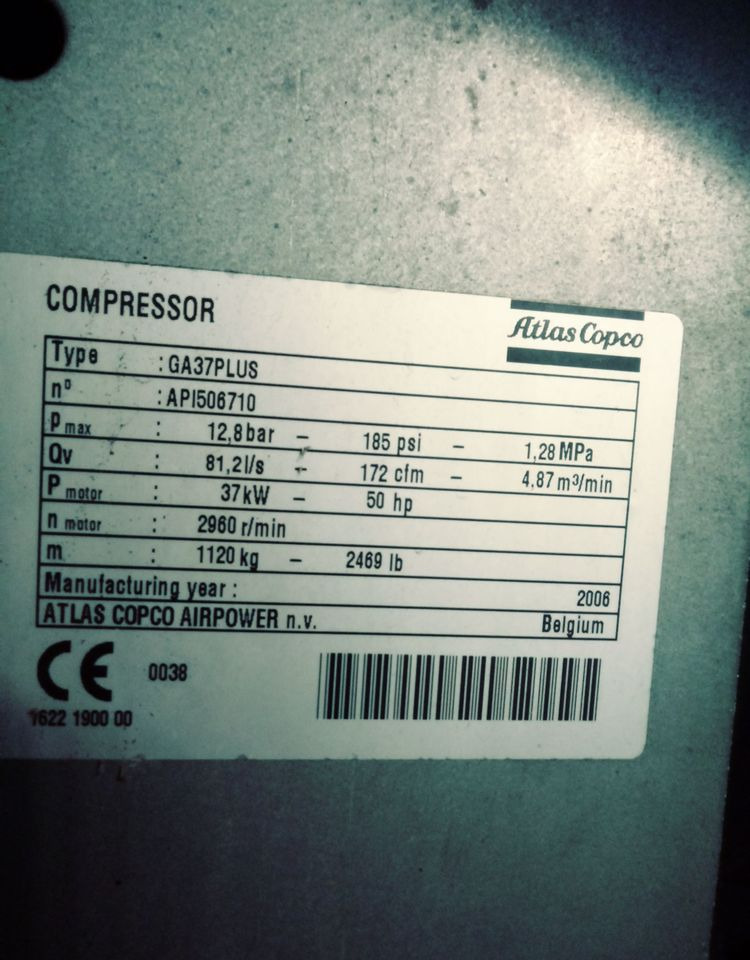 COMPRESSOR
Atlas Copco
Type : GA37PLUS
nº : API506710
Pmax : 12,8 bar – 185 psi – 1,28 MPa
Qv : 81,2 l/s – 172 cfm – 4,87 m³/min
P motor : 37 kW – 50 hp
n motor : 2960 r/min
m : 1120 kg – 2469 lb
Manufacturing year : 2006
ATLAS COPCO AIRPOWER n.v. Belgium
CE 0038
1622 1900 00